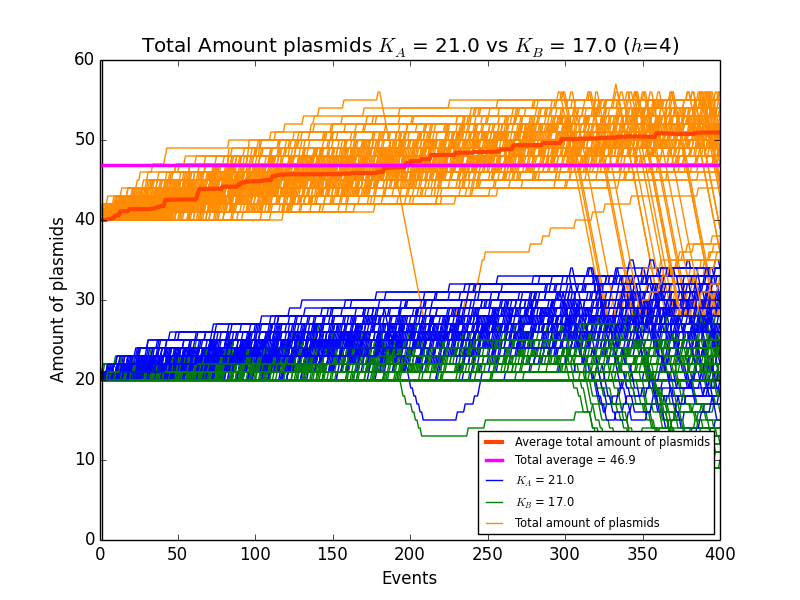 Total Amount plasmids K_A = 21.0 vs K_B = 17.0 (h=4)
60
50
40
30
20
10
0
Amount of plasmids
Average total amount of plasmids
Total average = 46.9
K_A = 21.0
K_B = 17.0
Total amount of plasmids
0 50 100 150 200 250 300 350 400
Events